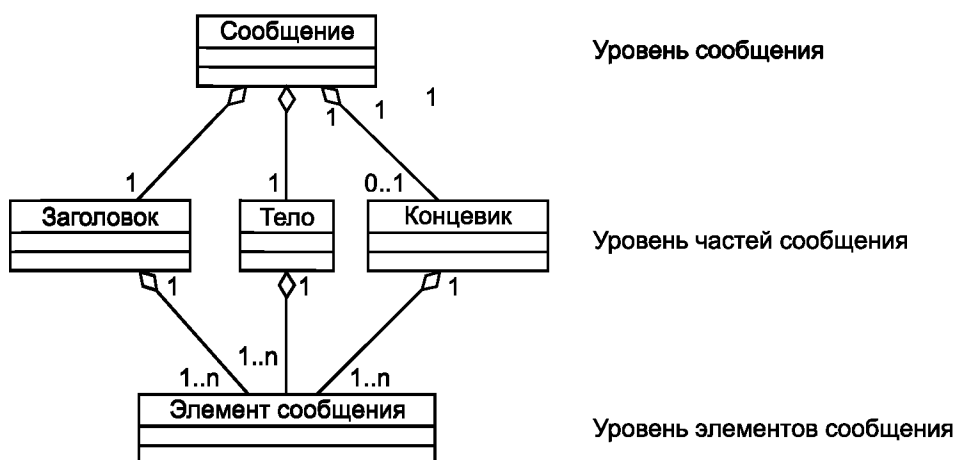 Сообщение
Уровень сообщения
1 1 1
1 1 0..1
Заголовок Тело Концевик
Уровень частей сообщения
1 1 1
1..n 1..n 1..n
Элемент сообщения
Уровень элементов сообщения